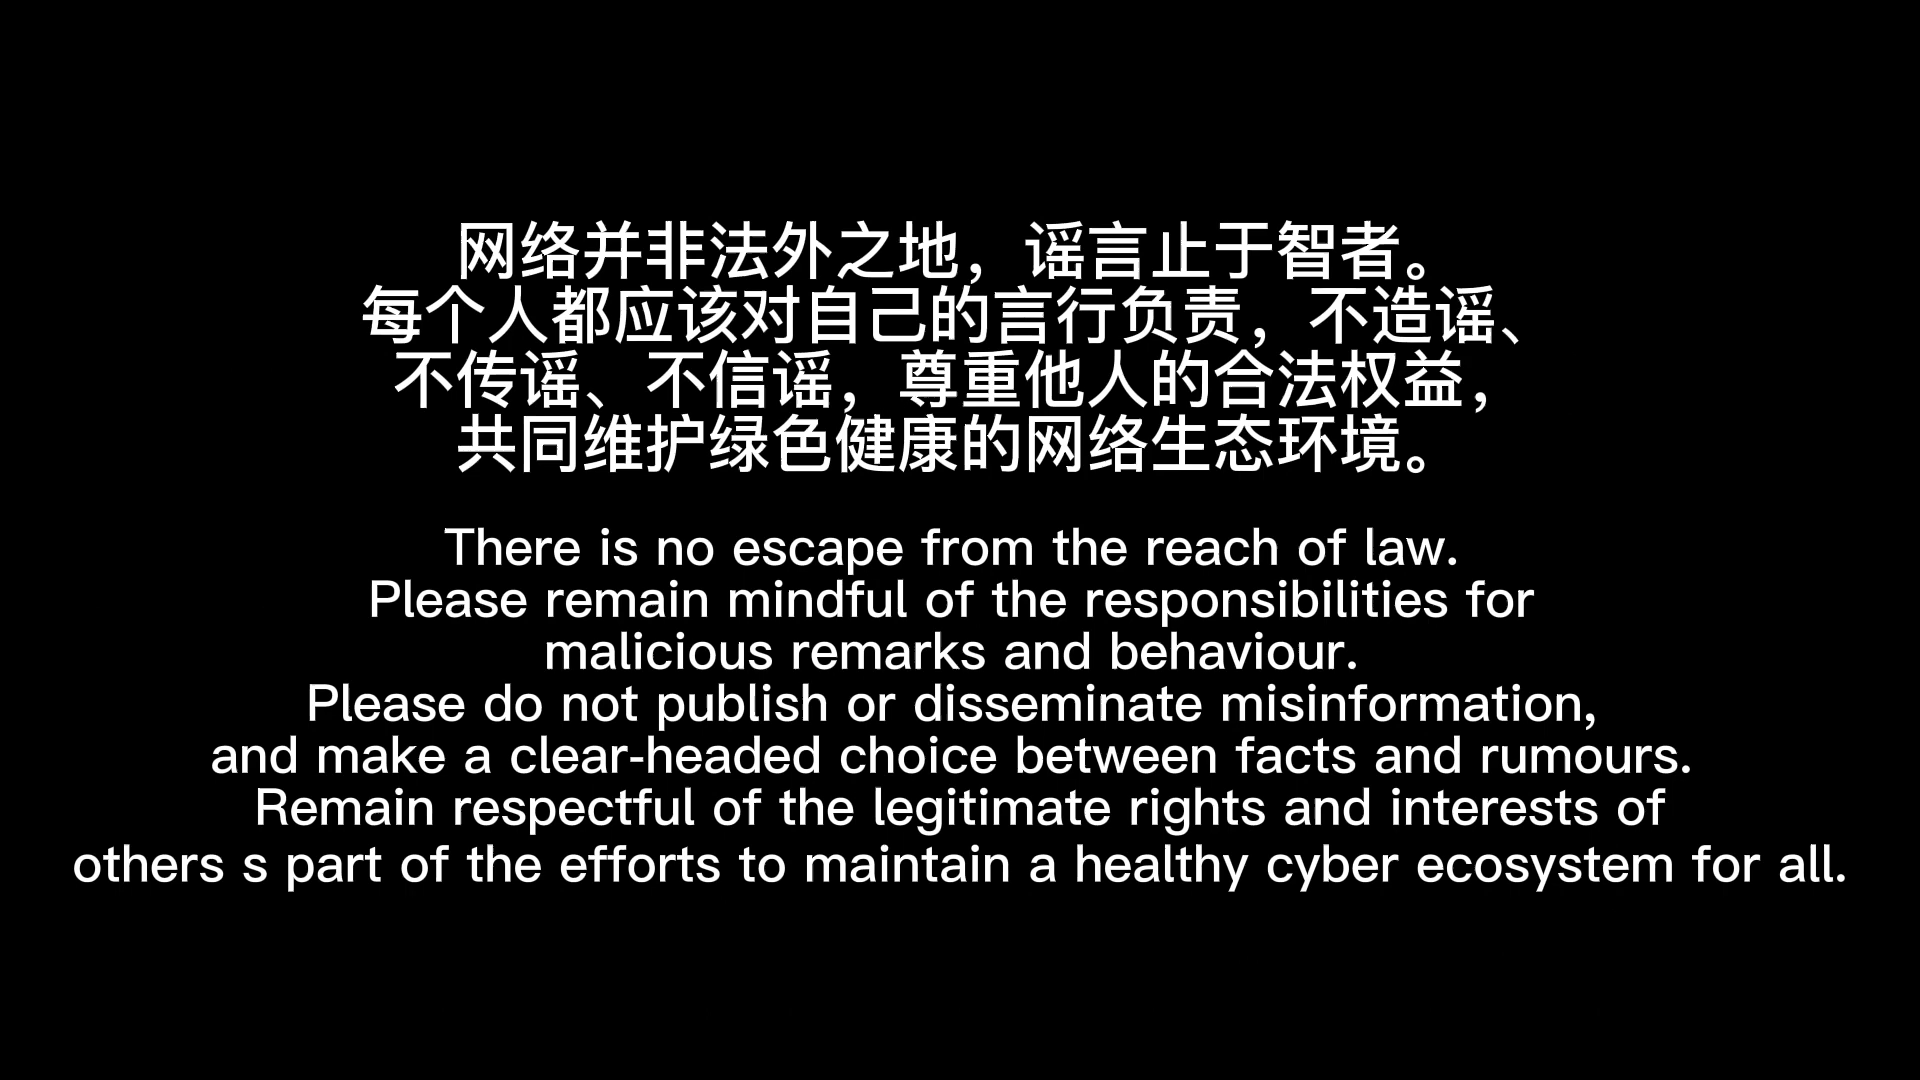 网络并非法外之地，谣言止于智者。
每个人都应该对自己的言行负责，不造谣、
不传谣、不信谣，尊重他人的合法权益，
共同维护绿色健康的网络生态环境。
There is no escape from the reach of law.
Please remain mindful of the responsibilities for
malicious remarks and behaviour.
Please do not publish or disseminate misinformation,
and make a clear-headed choice between facts and rumours.
Remain respectful of the legitimate rights and interests of
others s part of the efforts to maintain a healthy cyber ecosystem for all.